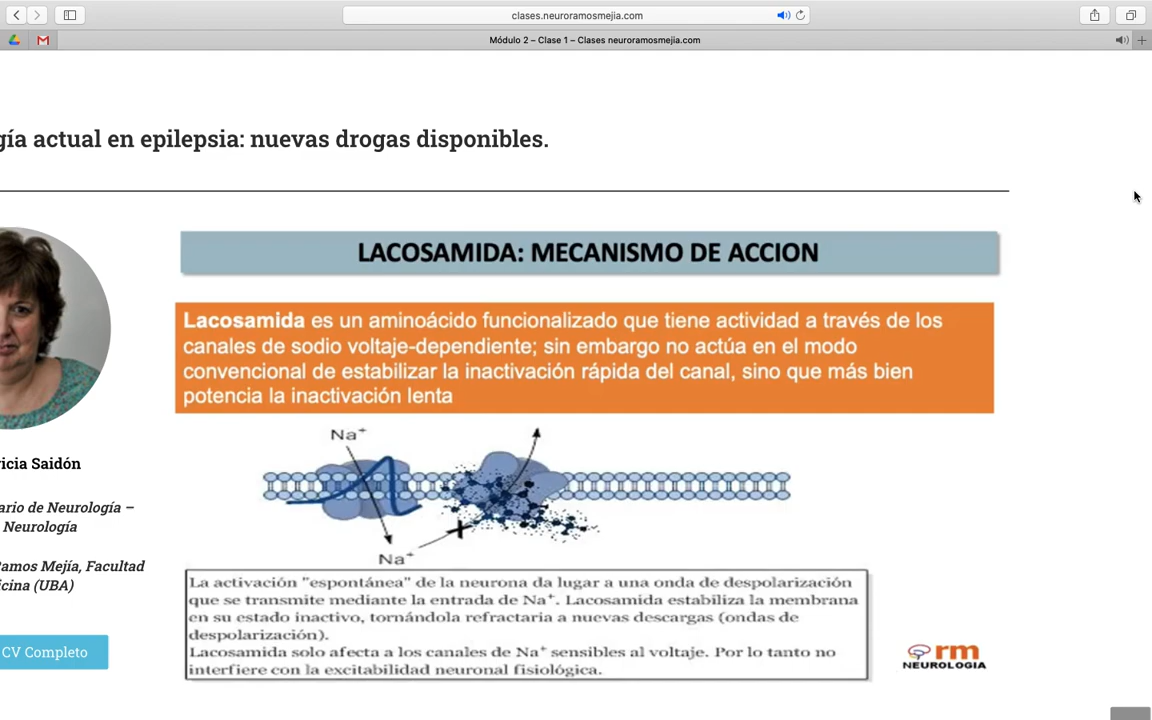 clases.neuroramosmejia.com
Módulo 2 – Clase 1 – Clases neuroramosmejia.com
gía actual en epilepsia: nuevas drogas disponibles.
LACOSAMIDA: MECANISMO DE ACCION
Lacosamida es un aminoácido funcionalizado que tiene actividad a través de los
canales de sodio voltaje-dependiente; sin embargo no actúa en el modo
convencional de estabilizar la inactivación rápida del canal, sino que más bien
potencia la inactivación lenta
Na⁺
Na⁺
icia Saidón
ario de Neurología –
Neurología
Ramos Mejía, Facultad
icina (UBA)
CV Completo
La activación "espontánea" de la neurona da lugar a una onda de despolarización
que se transmite mediante la entrada de Na⁺. Lacosamida estabiliza la membrana
en su estado inactivo, tornándola refractaria a nuevas descargas (ondas de
despolarización).
Lacosamida solo afecta a los canales de Na⁺ sensibles al voltaje. Por lo tanto no
interfiere con la excitabilidad neuronal fisiológica.
rm
NEUROLOGIA